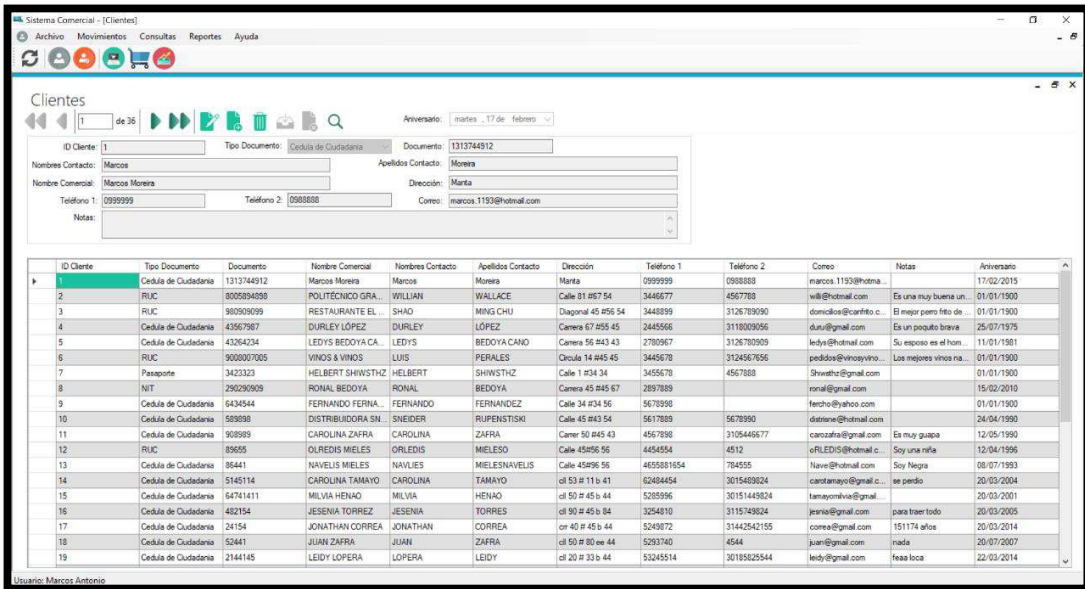 Sistema Comercial - [Clientes]
Archivo Movimientos Consultas Reportes Ayuda
Clientes
1 de 36 Aniversario: martes , 17 de febrero
ID Cliente: 1 Tipo Documento: Cedula de Ciudadania Documento: 1313744912
Nombres Contacto: Marcos Apellidos Contacto: Moreira
Nombre Comercial: Marcos Moreira Dirección: Manta
Teléfono 1: 0999999 Teléfono 2: 0988888 Correo: marcos.1193@hotmail.com
Notas:
ID Cliente Tipo Documento Documento Nombre Comercial Nombres Contacto Apellidos Contacto Dirección Teléfono 1 Teléfono 2 Correo Notas Aniversario
1 Cedula de Ciudadania 1313744912 Marcos Moreira Marcos Moreira Manta 0999999 0988888 marcos.1193@hotma... 17/02/2015
2 RUC 8005894898 POLITÉCNICO GRA... WILLIAN WALLACE Calle 81 #67 54 3446677 4567788 willi@hotmail.com Es una muy buena un... 01/01/1900
3 RUC 980909099 RESTAURANTE EL ... SHAO MING CHU Diagonal 45 #56 54 3448899 3126789090 domicilios@canfrito.c... El mejor perro frito de ... 01/01/1900
4 Cedula de Ciudadania 43567987 DURLEY LÓPEZ DURLEY LÓPEZ Carrera 67 #55 45 2445566 3118009056 duru@gmail.com Es un poquito brava 25/07/1975
5 Cedula de Ciudadania 43264234 LEDYS BEDOYA CA... LEDYS BEDOYA CANO Carrera 56 #43 43 2780967 3126780909 ledys@hotmail.com Su esposo es el hom... 11/01/1981
6 RUC 9008007005 VINOS & VINOS LUIS PERALES Circula 14 #45 45 3445678 3124567656 pedidos@vinosyvino... Los mejores vinos na... 01/01/1900
7 Pasaporte 3423323 HELBERT SHIWSTHZ HELBERT SHIWSTHZ Calle 1 #34 34 3455678 4567888 Shiwsthz@gmail.com 01/01/1900
8 NIT 290290909 RONAL BEDOYA RONAL BEDOYA Carrera 45 #45 67 2897889 ronal@gmail.com 15/02/2010
9 Cedula de Ciudadania 6434544 FERNANDO FERNA... FERNANDO FERNANDEZ Calle 34 #34 56 5678998 fercho@yahoo.com 01/01/1900
10 Cedula de Ciudadania 589898 DISTRIBUIDORA SN... SNEIDER RUPENSTISKI Calle 45 #43 54 5617889 5678990 distrisne@hotmail.com 24/04/1990
11 Cedula de Ciudadania 908989 CAROLINA ZAFRA CAROLINA ZAFRA Carrer 50 #45 43 4567898 3105446677 carozafra@gmail.com Es muy guapa 12/05/1990
12 RUC 89655 OLREDIS MIELES ORLEDIS MIELESO Calle 45#56 56 4454554 4512 oRLEDIS@hotmail.c... Soy una niña 12/04/1996
13 Cedula de Ciudadania 86441 NAVELIS MIELES NAVLIES MIELESNAVELIS Calle 45#96 56 4655881654 784555 Nave@hotmail.com Soy Negra 08/07/1993
14 Cedula de Ciudadania 5145114 CAROLINA TAMAYO CAROLINA TAMAYO cll 53 # 11 b 41 62484454 3015489824 carotamayo@gmail.c... se perdio 20/03/2004
15 Cedula de Ciudadania 64741411 MILVIA HENAO MILVIA HENAO cll 50 # 45 b 44 5285996 30151449824 tamayomilvia@gmail.... 20/03/2001
16 Cedula de Ciudadania 482154 JESENIA TORREZ JESENIA TORRES cll 90 # 45 b 84 3254810 3115749824 jesnia@gmail.com para traer todo 20/03/2005
17 Cedula de Ciudadania 24154 JONATHAN CORREA JONATHAN CORREA crr 40 # 45 b 44 5249872 31442542155 correa@gmail.com 151174 años 20/03/2014
18 Cedula de Ciudadania 52441 JUAN ZAFRA JUAN ZAFRA cll 50 # 80 ee 44 5293740 4544 juan@gmail.com nada 20/07/2007
19 Cedula de Ciudadania 2144145 LEIDY LOPERA LOPERA LEIDY cll 20 # 33 b 44 53245514 30185825544 leidy@gmail.com feaa loca 22/03/2014
Usuario: Marcos Antonio